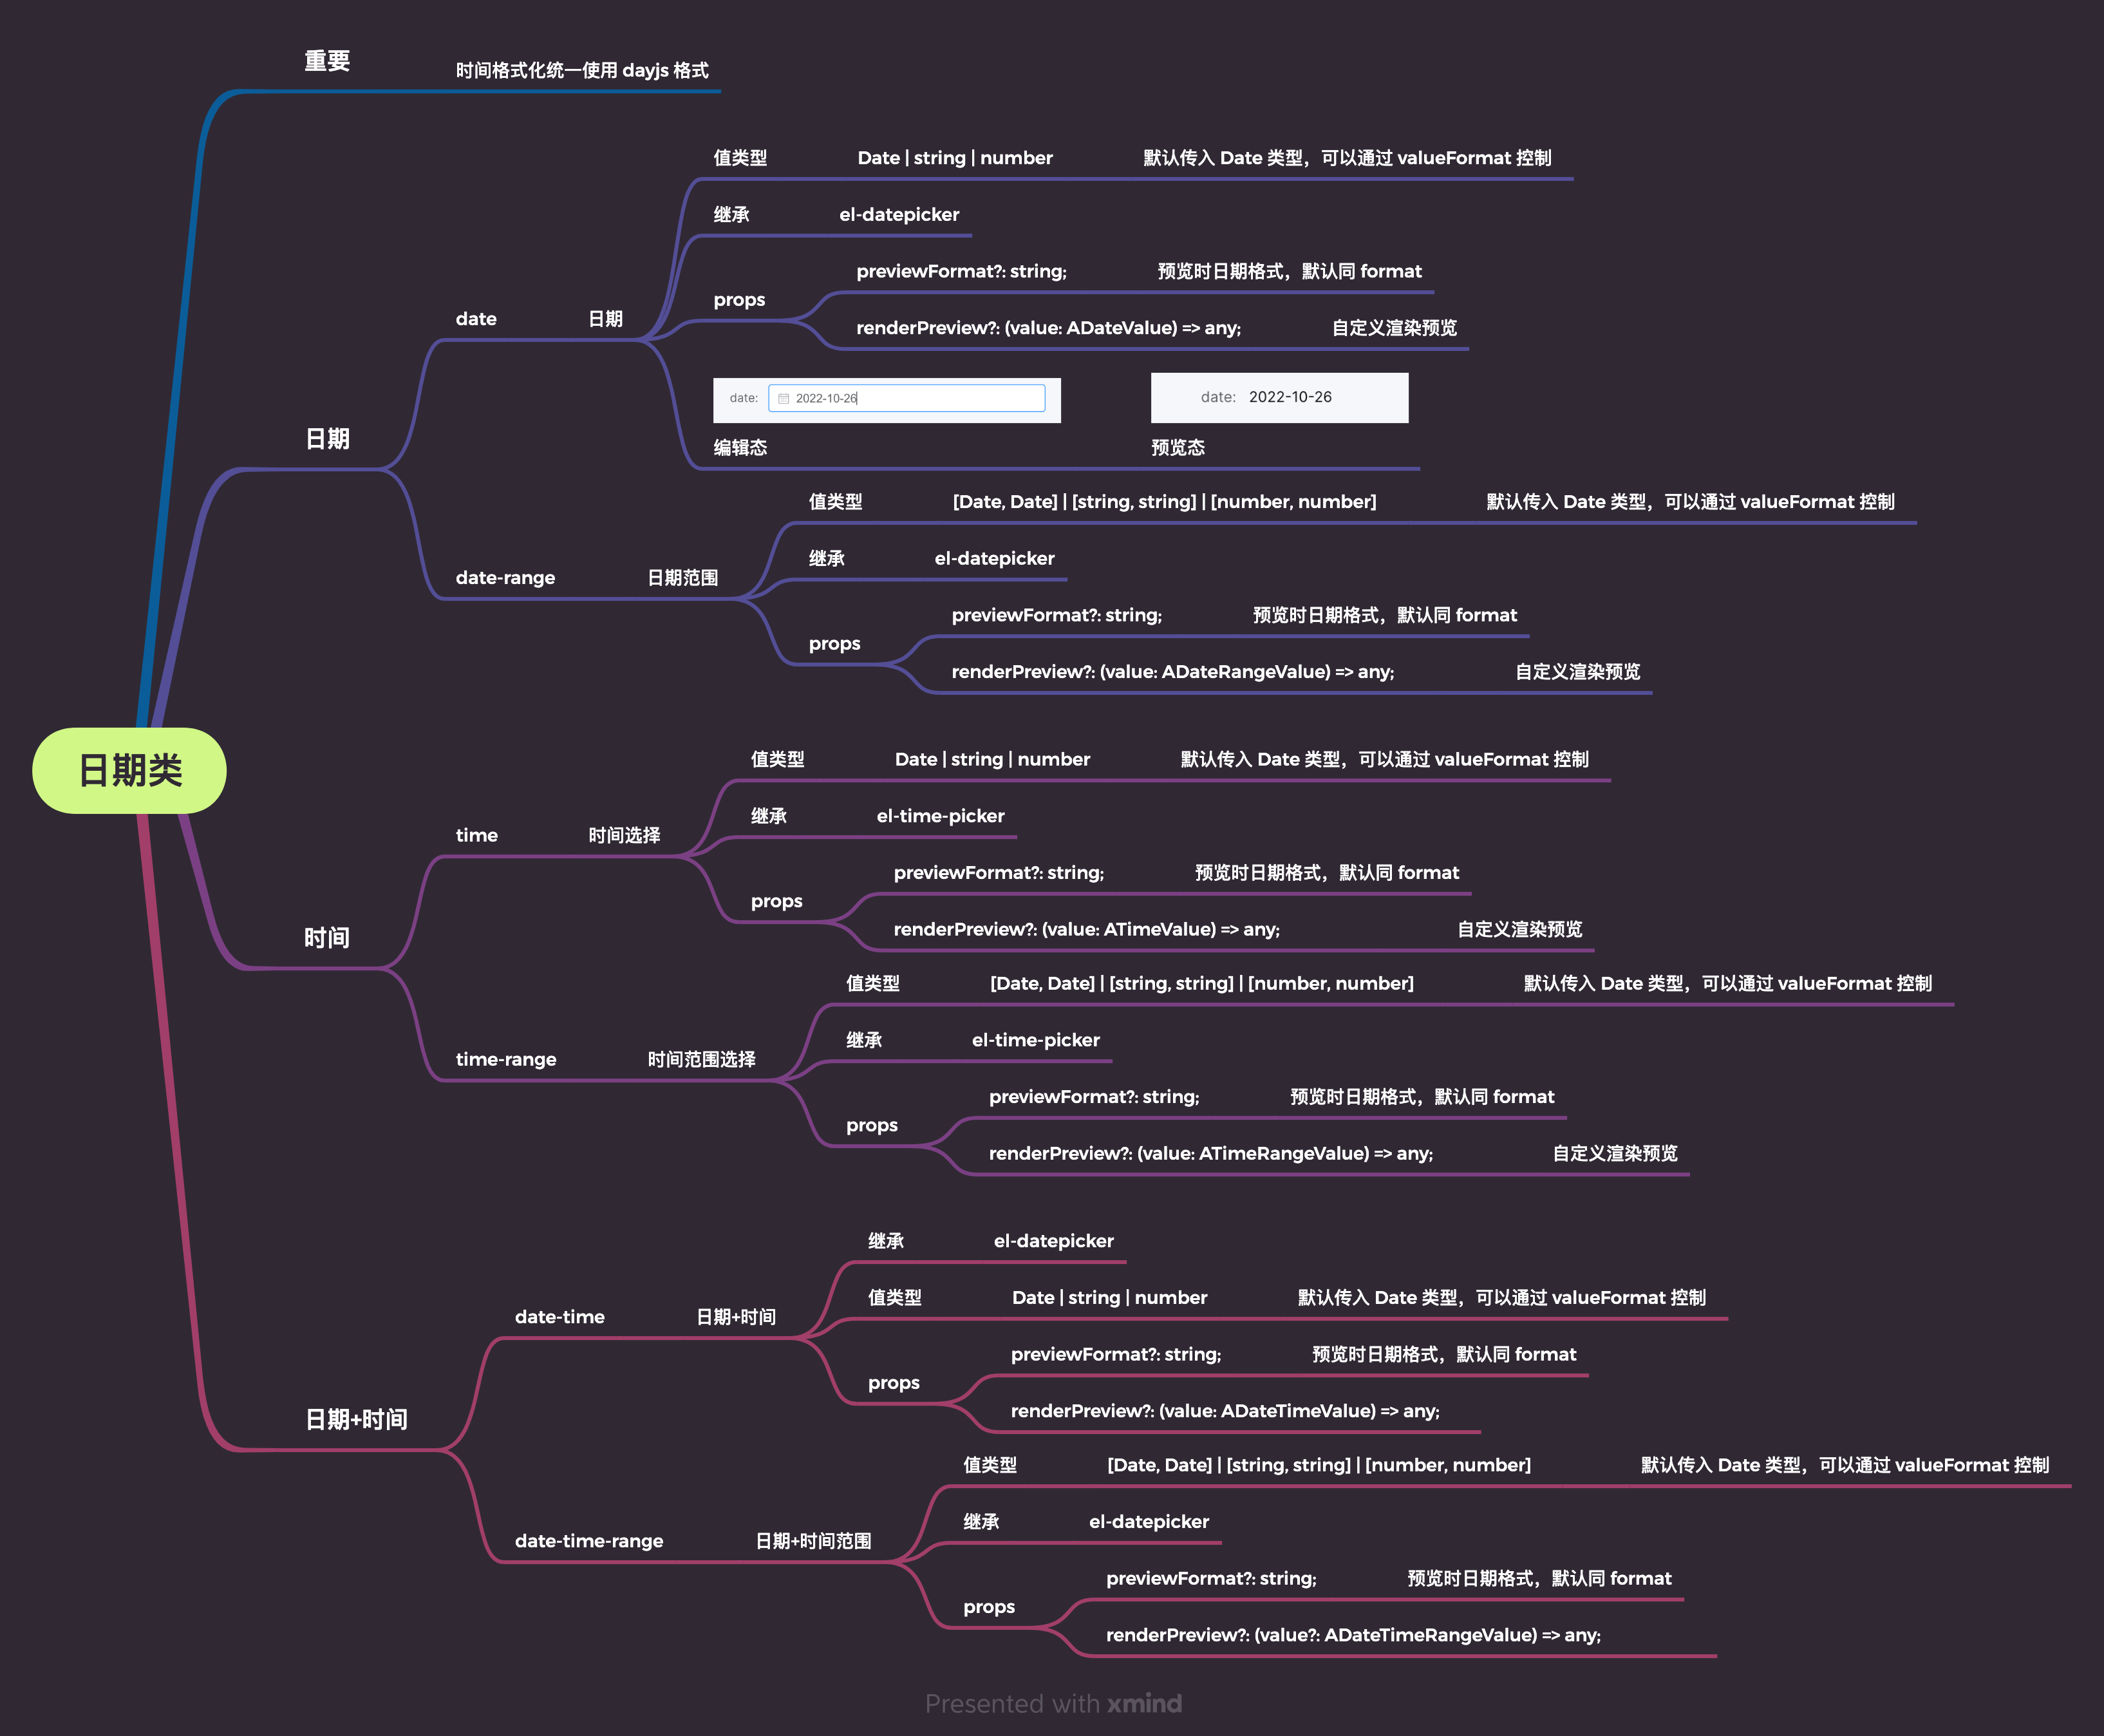 重要
时间格式化统一使用 dayjs 格式
日期类
日期
date
日期
值类型
Date | string | number
默认传入 Date 类型，可以通过 valueFormat 控制
继承
el-datepicker
props
previewFormat?: string;
预览时日期格式，默认同 format
renderPreview?: (value: ADateValue) => any;
自定义渲染预览
date:
2022-10-26
编辑态
date:
2022-10-26
预览态
date-range
日期范围
值类型
[Date, Date] | [string, string] | [number, number]
默认传入 Date 类型，可以通过 valueFormat 控制
继承
el-datepicker
props
previewFormat?: string;
预览时日期格式，默认同 format
renderPreview?: (value: ADateRangeValue) => any;
自定义渲染预览
时间
time
时间选择
值类型
Date | string | number
默认传入 Date 类型，可以通过 valueFormat 控制
继承
el-time-picker
props
previewFormat?: string;
预览时日期格式，默认同 format
renderPreview?: (value: ATimeValue) => any;
自定义渲染预览
time-range
时间范围选择
值类型
[Date, Date] | [string, string] | [number, number]
默认传入 Date 类型，可以通过 valueFormat 控制
继承
el-time-picker
props
previewFormat?: string;
预览时日期格式，默认同 format
renderPreview?: (value: ATimeRangeValue) => any;
自定义渲染预览
日期+时间
date-time
日期+时间
继承
el-datepicker
值类型
Date | string | number
默认传入 Date 类型，可以通过 valueFormat 控制
props
previewFormat?: string;
预览时日期格式，默认同 format
renderPreview?: (value: ADateTimeValue) => any;
date-time-range
日期+时间范围
值类型
[Date, Date] | [string, string] | [number, number]
默认传入 Date 类型，可以通过 valueFormat 控制
继承
el-datepicker
props
previewFormat?: string;
预览时日期格式，默认同 format
renderPreview?: (value?: ADateTimeRangeValue) => any;
Presented with xmind